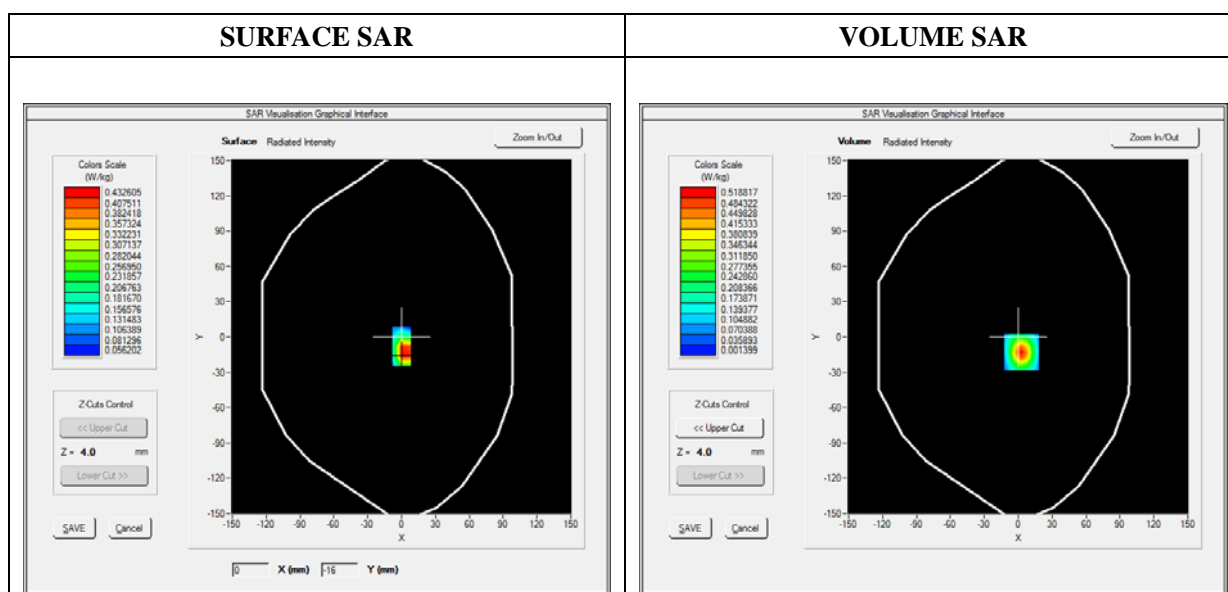 SURFACE SAR
VOLUME SAR
SAR Visualisation Graphical Interface
Surface Radiated Intensity
Zoom In/Out
Colors Scale
(W/kg)
0.432605
0.407511
0.382418
0.357324
0.332231
0.307137
0.282044
0.256950
0.231857
0.206763
0.181670
0.156576
0.131483
0.106389
0.081296
0.056202
Z-Cuts Control
<< Upper Cut
Z = 4.0 mm
Lower Cut >>
SAVE Cancel
150
120
90
60
30
Y 0
-30
-60
-90
-120
-150
-150 -120 -90 -60 -30 0 30 60 90 120 150
X
0 X (mm) -16 Y (mm)
SAR Visualisation Graphical Interface
Volume Radiated Intensity
Zoom In/Out
Colors Scale
(W/kg)
0.518817
0.484322
0.449828
0.415333
0.380839
0.346344
0.311850
0.277355
0.242860
0.208366
0.173871
0.139377
0.104882
0.070388
0.035893
0.001399
Z-Cuts Control
<< Upper Cut
Z = 4.0 mm
Lower Cut >>
SAVE Cancel
150
120
90
60
30
Y 0
-30
-60
-90
-120
-150
-150 -120 -90 -60 -30 0 30 60 90 120 150
X